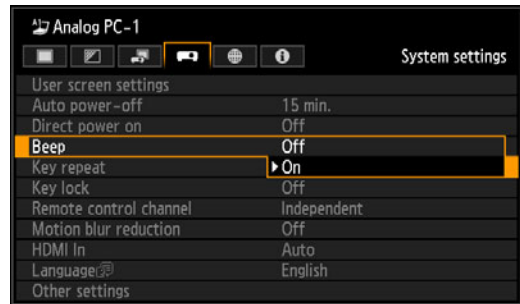 Analog PC-1
System settings
User screen settings
Auto power-off 15 min.
Direct power on Off
Beep Off
Key repeat On
Key lock Off
Remote control channel Independent
Motion blur reduction Off
HDMI In Auto
Language English
Other settings